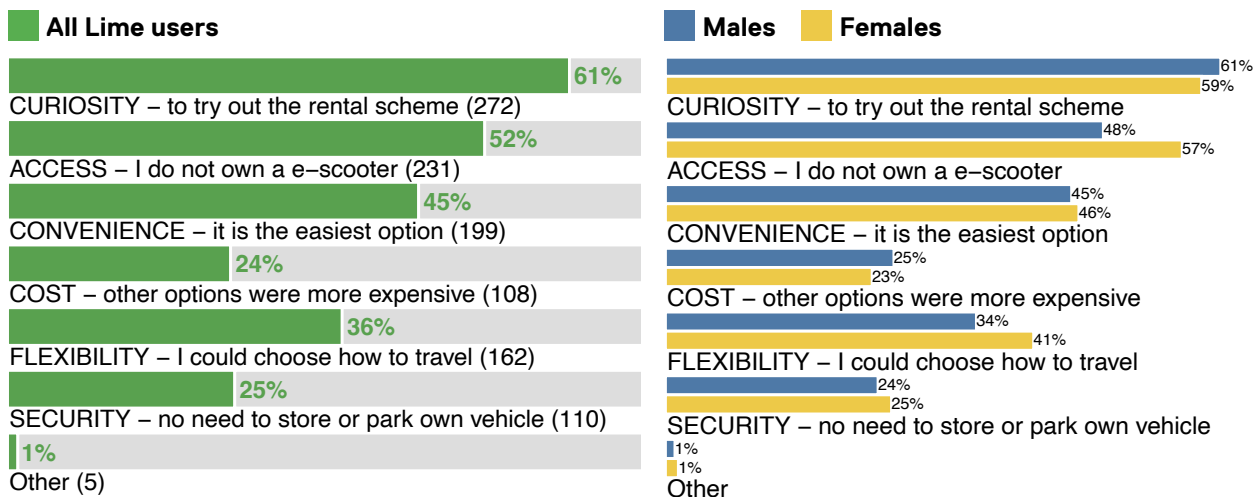 All Lime users
61%
CURIOSITY – to try out the rental scheme (272)
52%
ACCESS – I do not own a e−scooter (231)
45%
CONVENIENCE – it is the easiest option (199)
24%
COST – other options were more expensive (108)
36%
FLEXIBILITY – I could choose how to travel (162)
25%
SECURITY – no need to store or park own vehicle (110)
1%
Other (5)
Males Females
61%
59%
CURIOSITY – to try out the rental scheme
48%
57%
ACCESS – I do not own a e−scooter
45%
46%
CONVENIENCE – it is the easiest option
25%
23%
COST – other options were more expensive
34%
41%
FLEXIBILITY – I could choose how to travel
24%
25%
SECURITY – no need to store or park own vehicle
1%
1%
Other